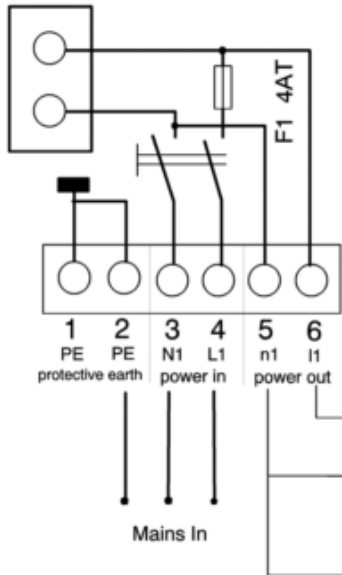 F1 4AT
1 2 3 4 5 6
PE PE N1 L1 n1 l1
protective earth power in power out
Mains In